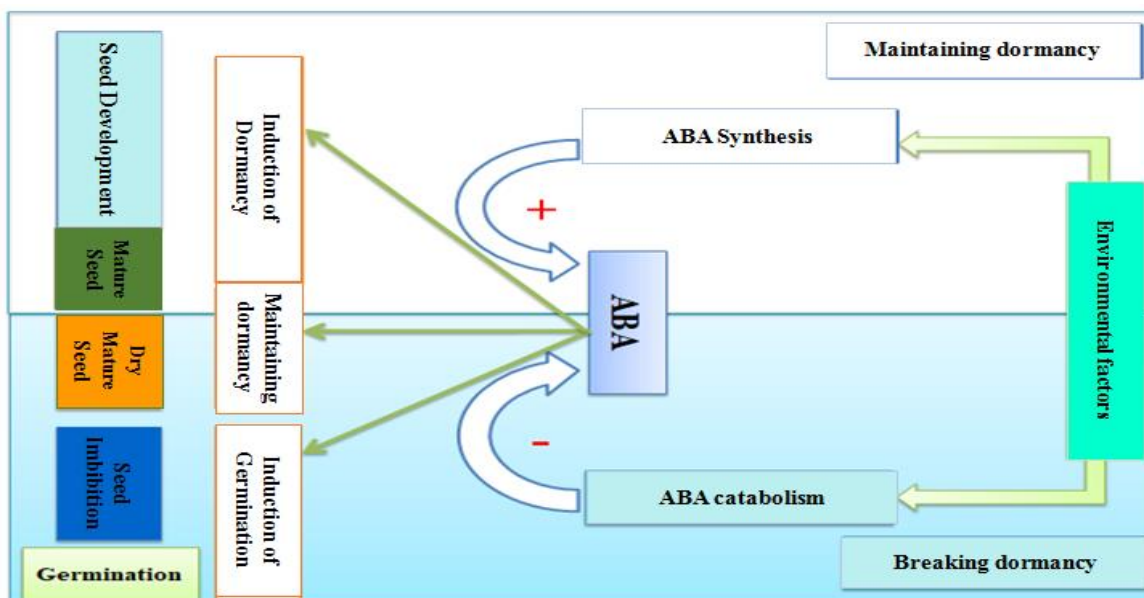 Seed Development
Mature
Seed
Dry
Mature
Seed
Seed
Imbibition
Germination
Induction of
Dormancy
Maintaining
dormancy
Induction of
Germination
Maintaining dormancy
ABA Synthesis
+
ABA
-
ABA catabolism
Environmental factors
Breaking dormancy